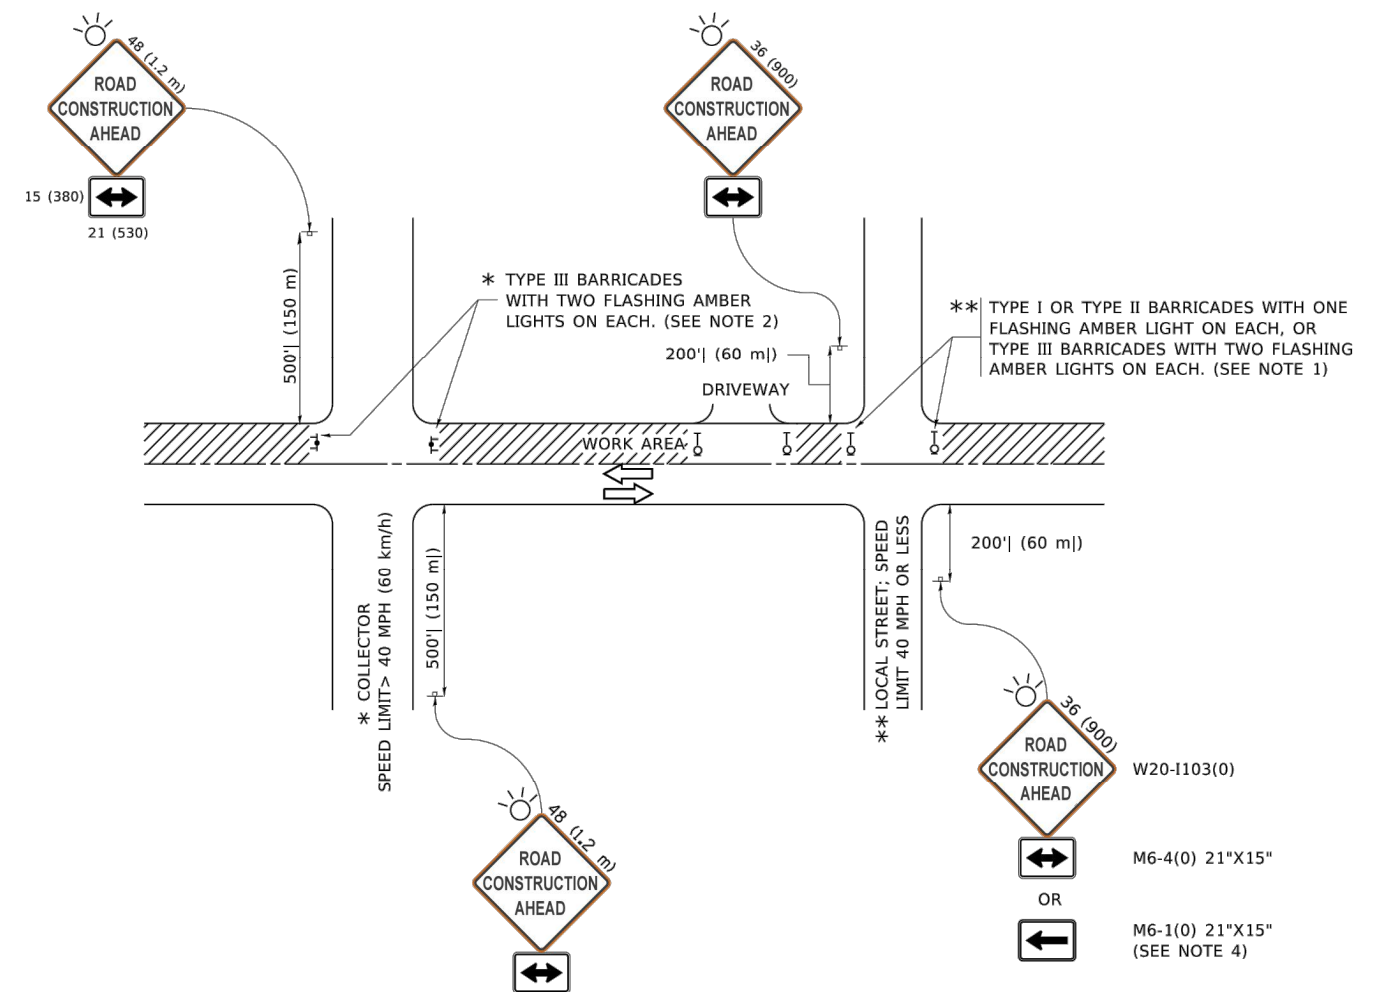 48 (1.2 m)
ROAD
CONSTRUCTION
AHEAD
15 (380)
21 (530)
36 (900)
ROAD
CONSTRUCTION
AHEAD
500'| (150 m)
* TYPE III BARRICADES
WITH TWO FLASHING AMBER
LIGHTS ON EACH. (SEE NOTE 2)
200'| (60 m|)
DRIVEWAY
** TYPE I OR TYPE II BARRICADES WITH ONE
FLASHING AMBER LIGHT ON EACH, OR
TYPE III BARRICADES WITH TWO FLASHING
AMBER LIGHTS ON EACH. (SEE NOTE 1)
WORK AREA
* COLLECTOR
SPEED LIMIT> 40 MPH (60 km/h)
500'| (150 m|)
** LOCAL STREET; SPEED
LIMIT 40 MPH OR LESS
200'| (60 m|)
48 (1.2 m)
ROAD
CONSTRUCTION
AHEAD
36 (900)
ROAD
CONSTRUCTION
AHEAD
W20-I103(0)
M6-4(0) 21"X15"
OR
M6-1(0) 21"X15"
(SEE NOTE 4)